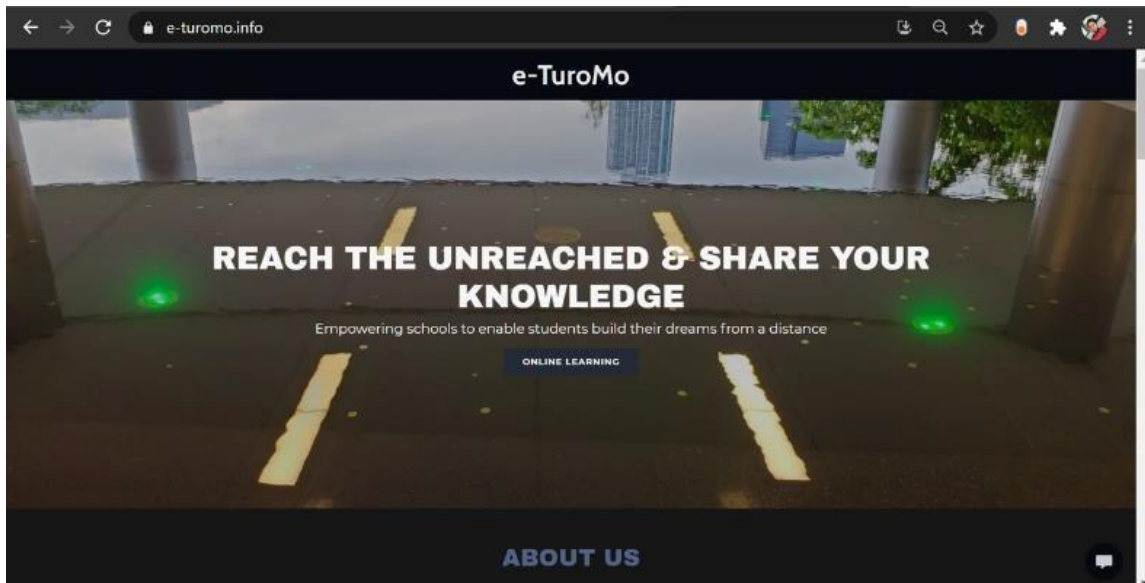 e-turomo.info
e-TuroMo
REACH THE UNREACHED & SHARE YOUR
KNOWLEDGE
Empowering schools to enable students build their dreams from a distance
ONLINE LEARNING
ABOUT US